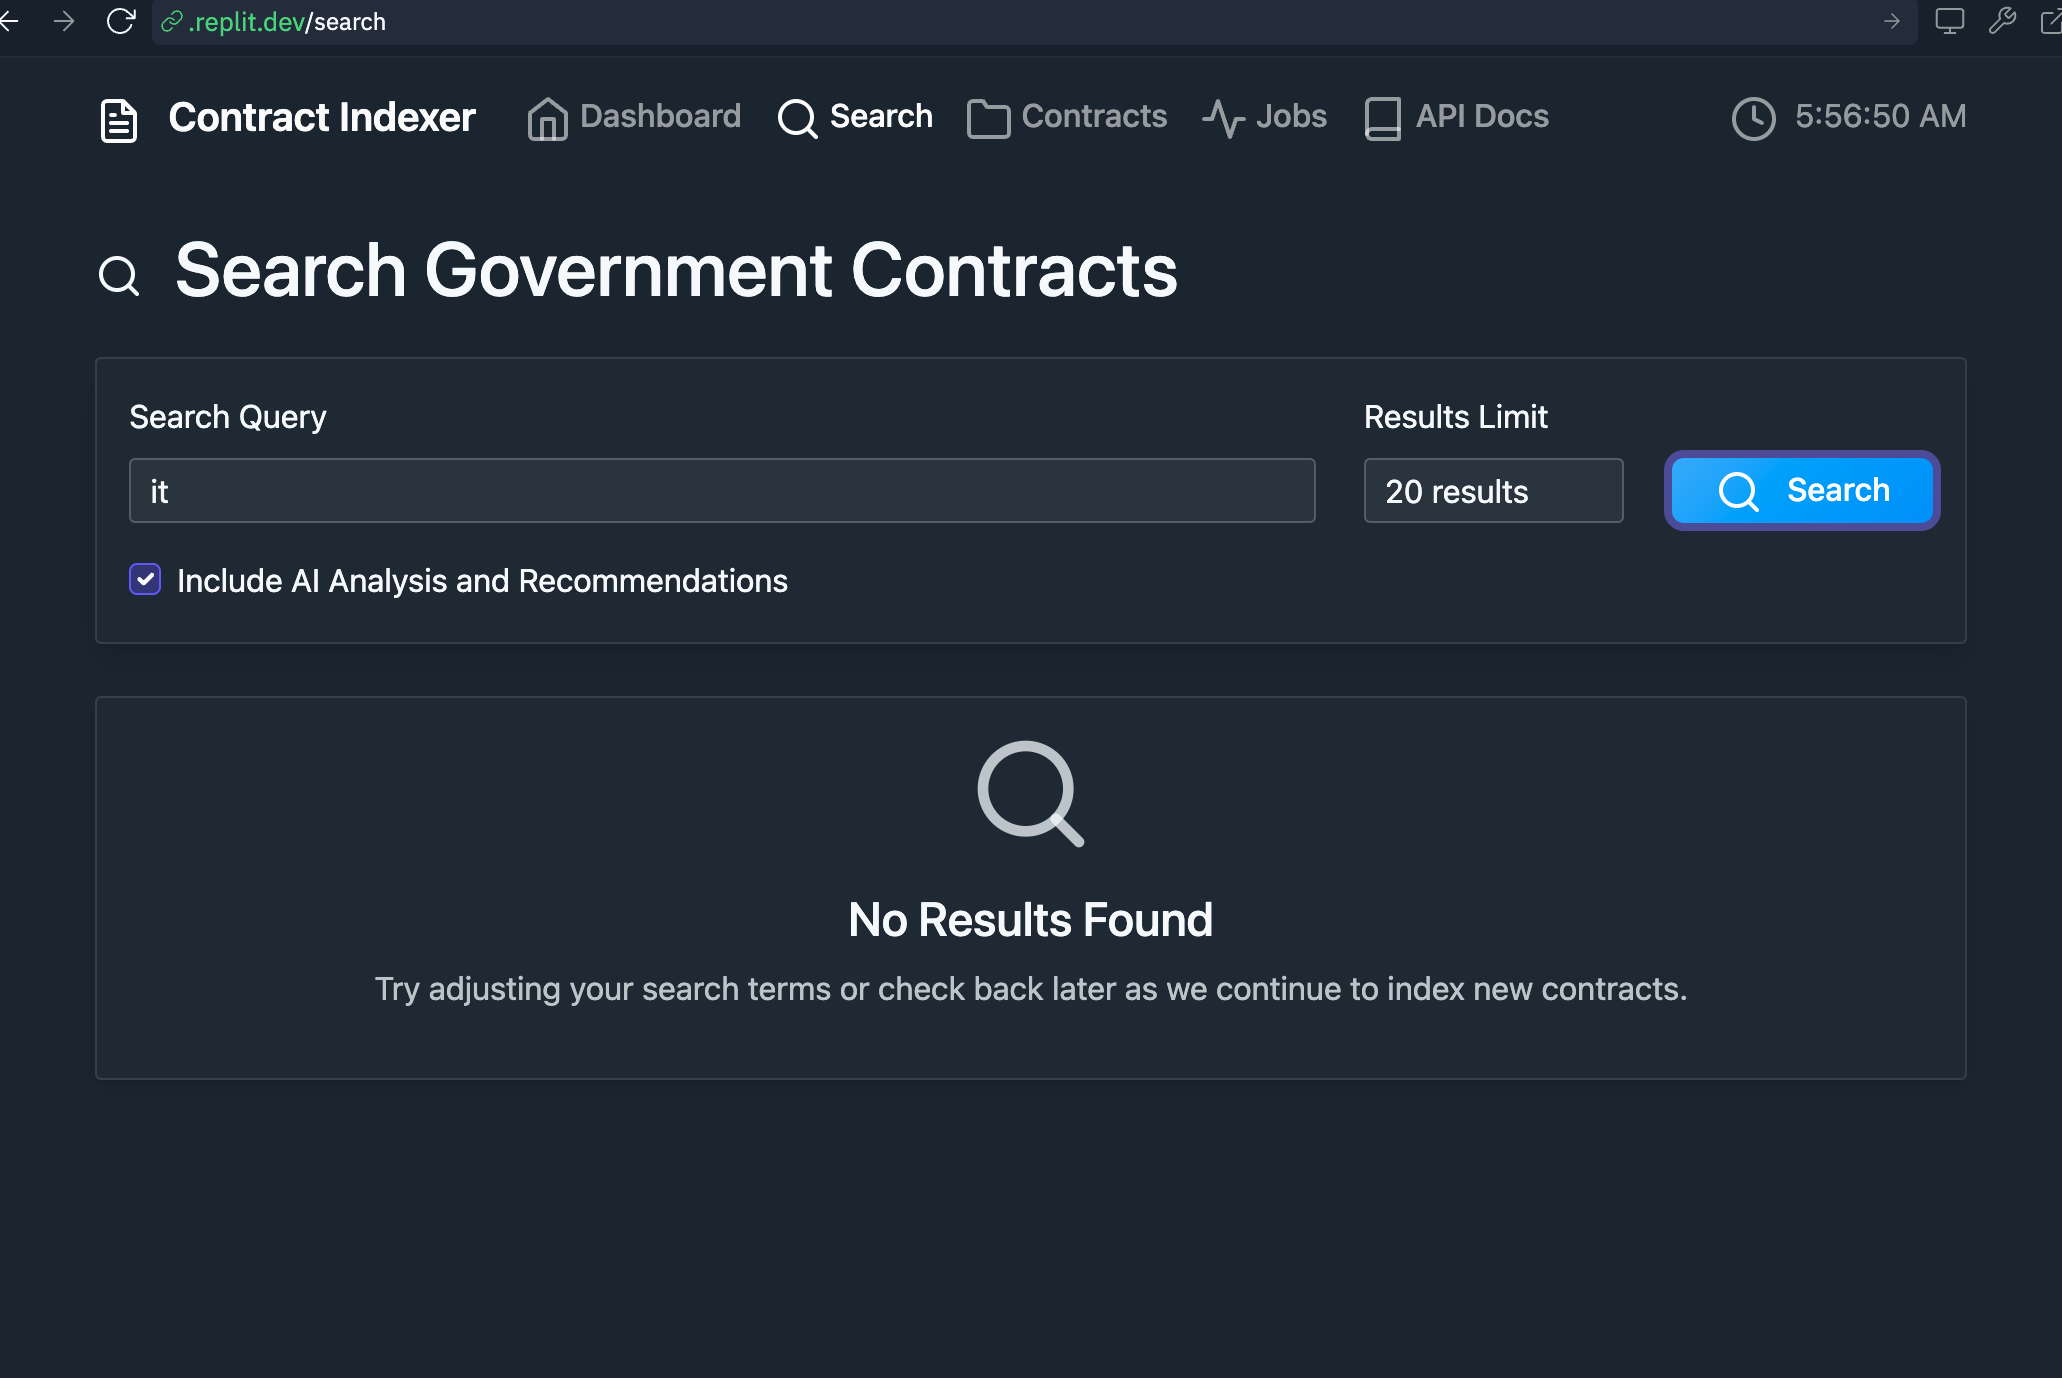 .replit.dev/search
Contract Indexer Dashboard Search Contracts Jobs API Docs 5:56:50 AM
Search Government Contracts
Search Query Results Limit
it 20 results Search
Include AI Analysis and Recommendations
No Results Found
Try adjusting your search terms or check back later as we continue to index new contracts.